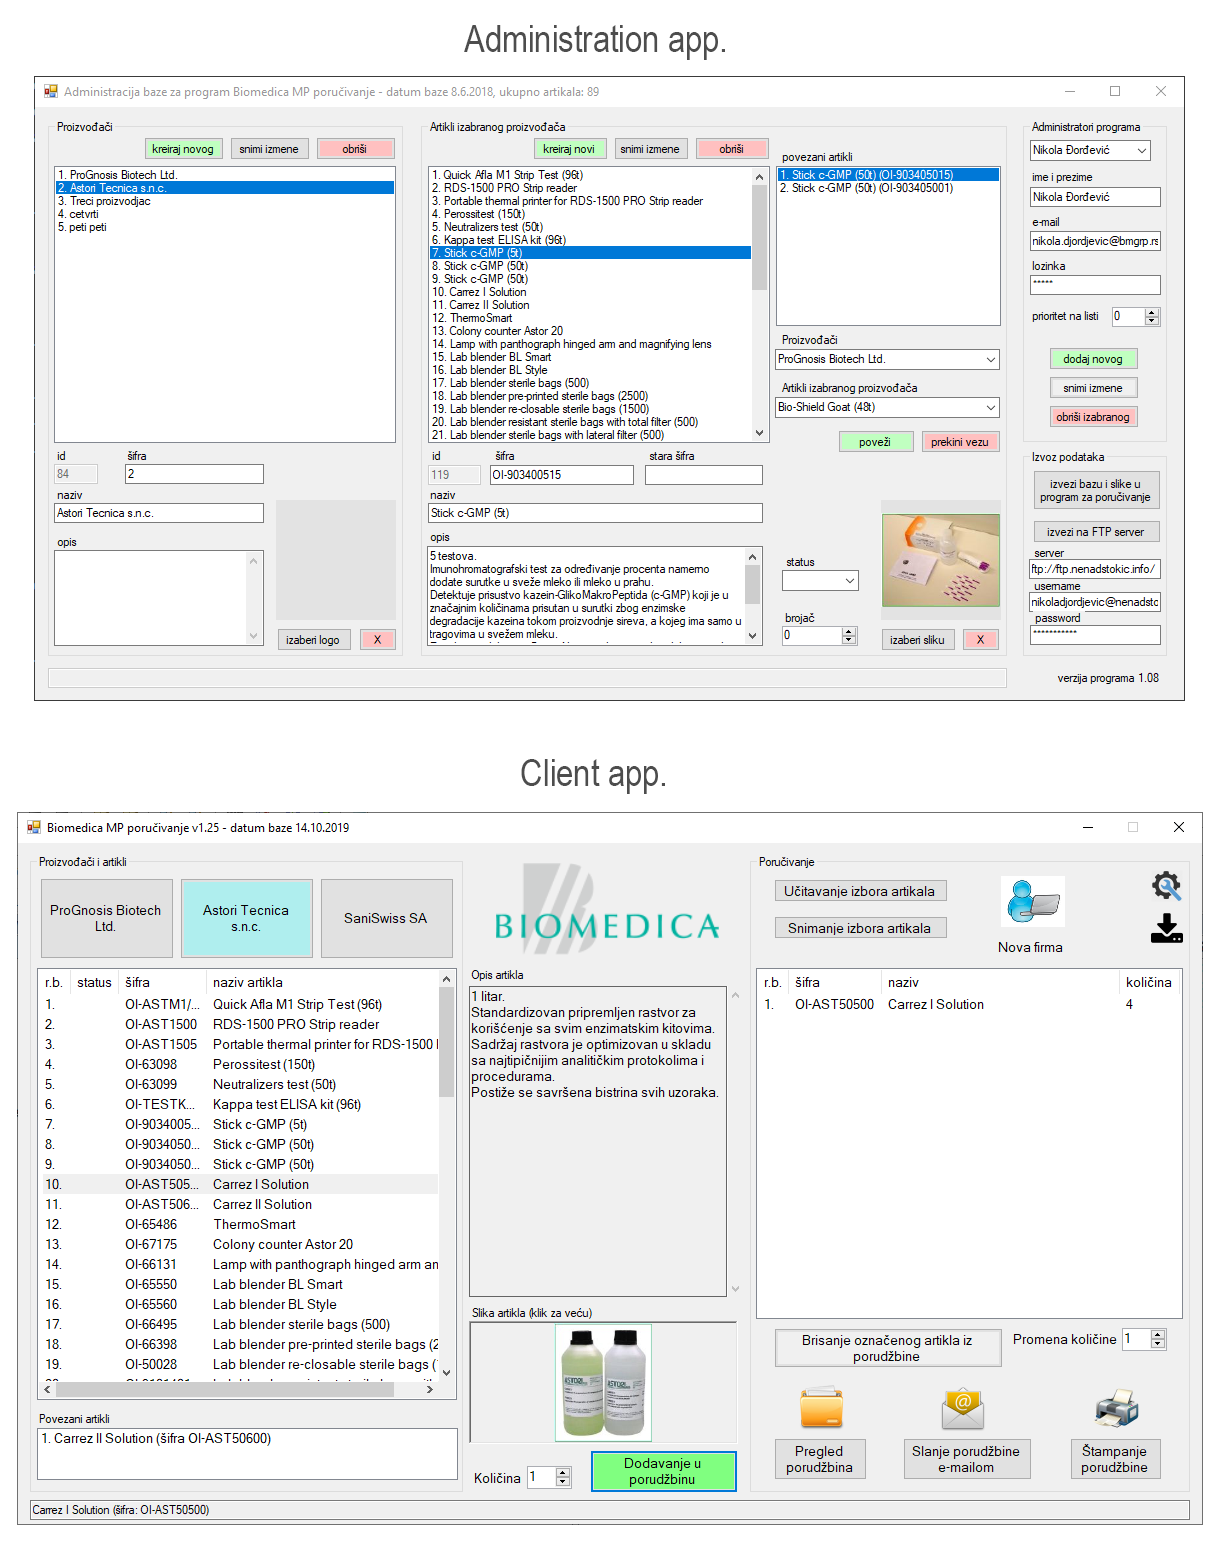 Administration app.
Administracija baze za program Biomedica MP poručivanje - datum baze 8.6.2018, ukupno artikala: 89
Proizvođači
kreiraj novog
snimi izmene
obriši
1. ProGnosis Biotech Ltd.
2. Astori Tecnica s.n.c.
3. Treci proizvodjac
4. cetvrti
5. peti peti
id
šifra
84
2
naziv
Astori Tecnica s.n.c.
opis
izaberi logo
X
Artikli izabranog proizvođača
kreiraj novi
snimi izmene
obriši
1. Quick Afla M1 Strip Test (96t)
2. RDS-1500 PRO Strip reader
3. Portable thermal printer for RDS-1500 PRO Strip reader
4. Perossitest (150t)
5. Neutralizers test (50t)
6. Kappa test ELISA kit (96t)
7. Stick c-GMP (5t)
8. Stick c-GMP (50t)
9. Stick c-GMP (50t)
10. Carrez I Solution
11. Carrez II Solution
12. ThermoSmart
13. Colony counter Astor 20
14. Lamp with panthograph hinged arm and magnifying lens
15. Lab blender BL Smart
16. Lab blender BL Style
17. Lab blender sterile bags (500)
18. Lab blender pre-printed sterile bags (2500)
19. Lab blender re-closable sterile bags (1500)
20. Lab blender resistant sterile bags with total filter (500)
21. Lab blender sterile bags with lateral filter (500)
id
šifra
stara šifra
119
OI-903400515
naziv
Stick c-GMP (5t)
opis
5 testova.
Imunohromatografski test za određivanje procenta namerno
dodate surutke u sveže mleko ili mleko u prahu.
Detektuje prisustvo kazein-GlikoMakroPeptida (c-GMP) koji je u
značajnim količinama prisutan u surutki zbog enzimske
degradacije kazeina tokom proizvodnje sireva, a kojeg ima samo u
tragovima u svežem mleku.
povezani artikli
1. Stick c-GMP (50t) (OI-903405015)
2. Stick c-GMP (50t) (OI-903405001)
Proizvođači
ProGnosis Biotech Ltd.
Artikli izabranog proizvođača
Bio-Shield Goat (48t)
poveži
prekini vezu
status
brojač
0
izaberi sliku
X
Administratori programa
Nikola Đorđević
ime i prezime
Nikola Đorđević
e-mail
nikola.djordjevic@bmgrp.rs
lozinka
*****
prioritet na listi
0
dodaj novog
snimi izmene
obriši izabranog
Izvoz podataka
izvezi bazu i slike u
program za poručivanje
izvezi na FTP server
server
ftp://ftp.nenadstokic.info/
username
nikoladjordjevic@nenadstc
password
***********
verzija programa 1.08
Client app.
Biomedica MP poručivanje v1.25 - datum baze 14.10.2019
Proizvođači i artikli
ProGnosis Biotech
Ltd.
Astori Tecnica
s.n.c.
SaniSwiss SA
r.b. status šifra naziv artikla
1. OI-ASTM1/... Quick Afla M1 Strip Test (96t)
2. OI-AST1500 RDS-1500 PRO Strip reader
3. OI-AST1505 Portable thermal printer for RDS-1500
4. OI-63098 Perossitest (150t)
5. OI-63099 Neutralizers test (50t)
6. OI-TESTK... Kappa test ELISA kit (96t)
7. OI-9034005... Stick c-GMP (5t)
8. OI-9034050... Stick c-GMP (50t)
9. OI-9034050... Stick c-GMP (50t)
10. OI-AST505... Carrez I Solution
11. OI-AST506... Carrez II Solution
12. OI-65486 ThermoSmart
13. OI-67175 Colony counter Astor 20
14. OI-66131 Lamp with panthograph hinged arm an
15. OI-65550 Lab blender BL Smart
16. OI-65560 Lab blender BL Style
17. OI-66495 Lab blender sterile bags (500)
18. OI-66398 Lab blender pre-printed sterile bags (2
19. OI-50028 Lab blender re-closable sterile bags (
Povezani artikli
1. Carrez II Solution (šifra OI-AST50600)
Carrez I Solution (šifra: OI-AST50500)
BIOMEDICA
Opis artikla
1 litar.
Standardizovan pripremljen rastvor za
korišćenje sa svim enzimatskim kitovima.
Sadržaj rastvora je optimizovan u skladu
sa najtipičnijim analitičkim protokolima i
procedurama.
Postiže se savršena bistrina svih uzoraka.
Slika artikla (klik za veću)
ASTORI
Količina
1
Dodavanje u
porudžbinu
Poručivanje
Učitavanje izbora artikala
Snimanje izbora artikala
Nova firma
r.b. šifra naziv količina
1. OI-AST50500 Carrez I Solution 4
Brisanje označenog artikla iz
porudžbine
Promena količine
1
Pregled
porudžbina
Slanje porudžbine
e-mailom
Štampanje
porudžbine